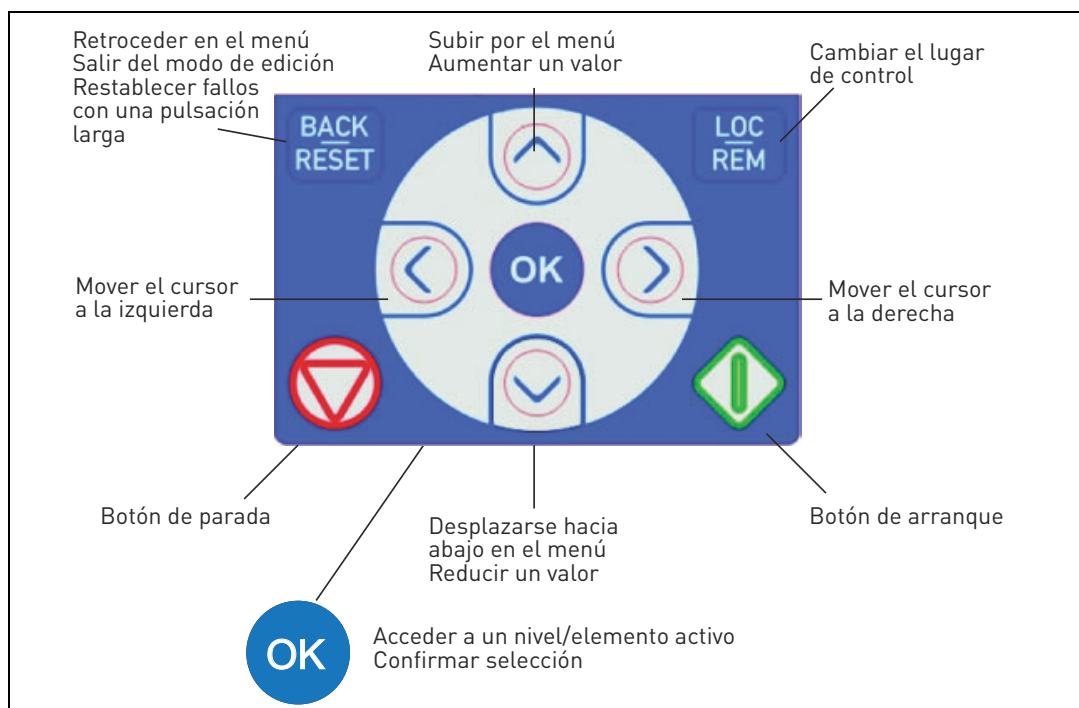 Retroceder en el menú
Salir del modo de edición
Restablecer fallos
con una pulsación
larga
Subir por el menú
Aumentar un valor
Cambiar el lugar
de control
BACK
RESET
LOC
REM
OK
Mover el cursor
a la izquierda
Mover el cursor
a la derecha
Botón de parada
Desplazarse hacia
abajo en el menú
Reducir un valor
Botón de arranque
OK
Acceder a un nivel/elemento activo
Confirmar selección